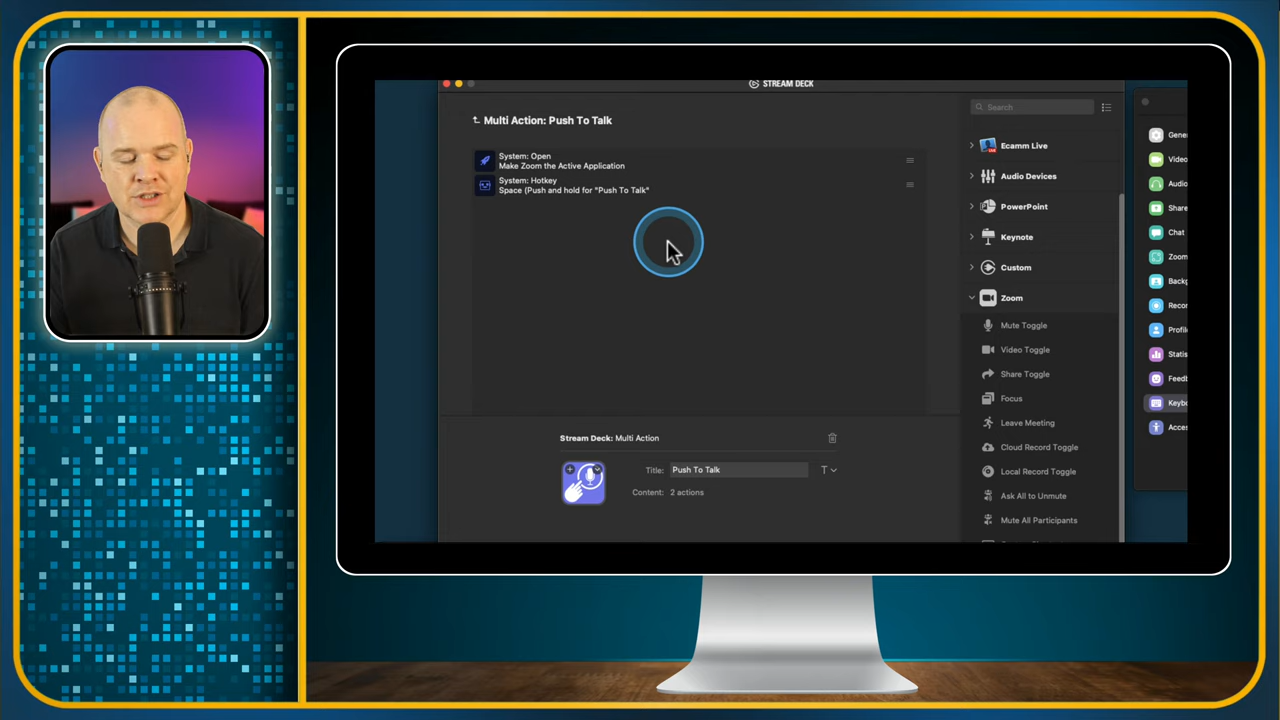 STREAM DECK
Multi Action: Push To Talk
System: Open
Make Zoom the Active Application
System: Hotkey
Space (Push and hold for "Push To Talk"
Stream Deck: Multi Action
Title: Push To Talk
T
Content: 2 actions
Search
Ecamm Live
Audio Devices
PowerPoint
Keynote
Custom
Zoom
Mute Toggle
Video Toggle
Share Toggle
Focus
Leave Meeting
Cloud Record Toggle
Local Record Toggle
Ask All to Unmute
Mute All Participants
Gener
Video
Audio
Share
Chat
Zoom
Backg
Recor
Profil
Statis
Feedb
Keybo
Acces